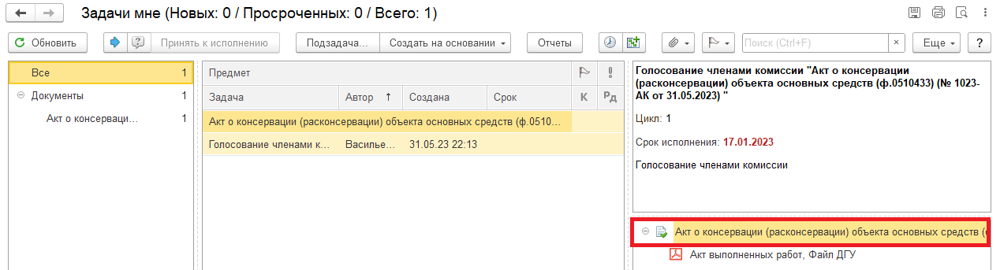 Задачи мне (Новых: 0 / Просроченных: 0 / Всего: 1)
Обновить
Принять к исполнению
Подзадача...
Создать на основании
Отчеты
Поиск (Ctrl+F)
×
Еще
?
Все 1
Документы 1
Акт о консерваци... 1
Предмет
Задача Автор ↑ Создана Срок К РД
Акт о консервации (расконсервации) объекта основных средств (ф.0510...
Голосование членами к... Василье... 31.05.23 22:13
Голосование членами комиссии "Акт о консервации
(расконсервации) объекта основных средств (ф.0510433) (№ 1023-
АК от 31.05.2023) "
Цикл: 1
Срок исполнения: 17.01.2023
Голосование членами комиссии
Акт о консервации (расконсервации) объекта основных средств (
Акт выполненных работ, Файл ДГУ